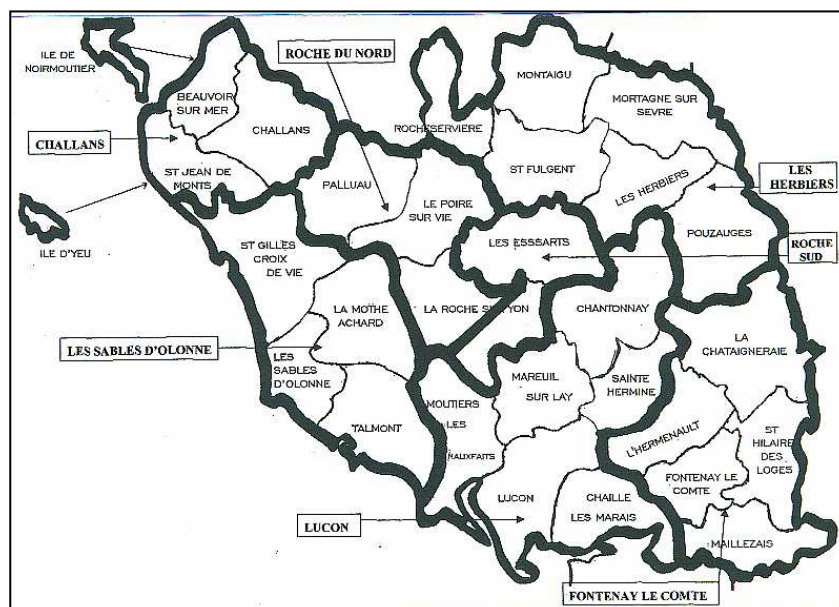 ILE DE
NOIRMOUTIER
ROCHE DU NORD
MONTAIGU
BEAUVOIR
SUR MER
MORTAGNE SUR
SEVRE
CHALLANS
ROCHESERVIERE
CHALLANS
ST FULGENT
LES
HERBIERS
ST JEAN DE
MONTS
PALLUAU
LES HERBIERS
LE POIRE
SUR VIE
ILE D'YEU
POUZAUGES
ROCHE
SUD
LES ESSSARTS
ST GILLES
CROIX
DE VIE
LA MOTHE
ACHARD
LA ROCHE SUR YON
CHANTONNAY
LA
CHATAIGNERAIE
LES SABLES D'OLONNE
LES
SABLES
D'OLONNE
MAREUIL
SUR LAY
SAINTE
HERMINE
MOUTIERS
LES
MAUXFAITS
TALMONT
L'HERMENAULT
ST
HILAIRE
DES
LOGES
FONTENAY LE
COMTE
LUCON
CHAILLE
LES MARAIS
LUCON
MAILLEZAIS
FONTENAY LE COMTE